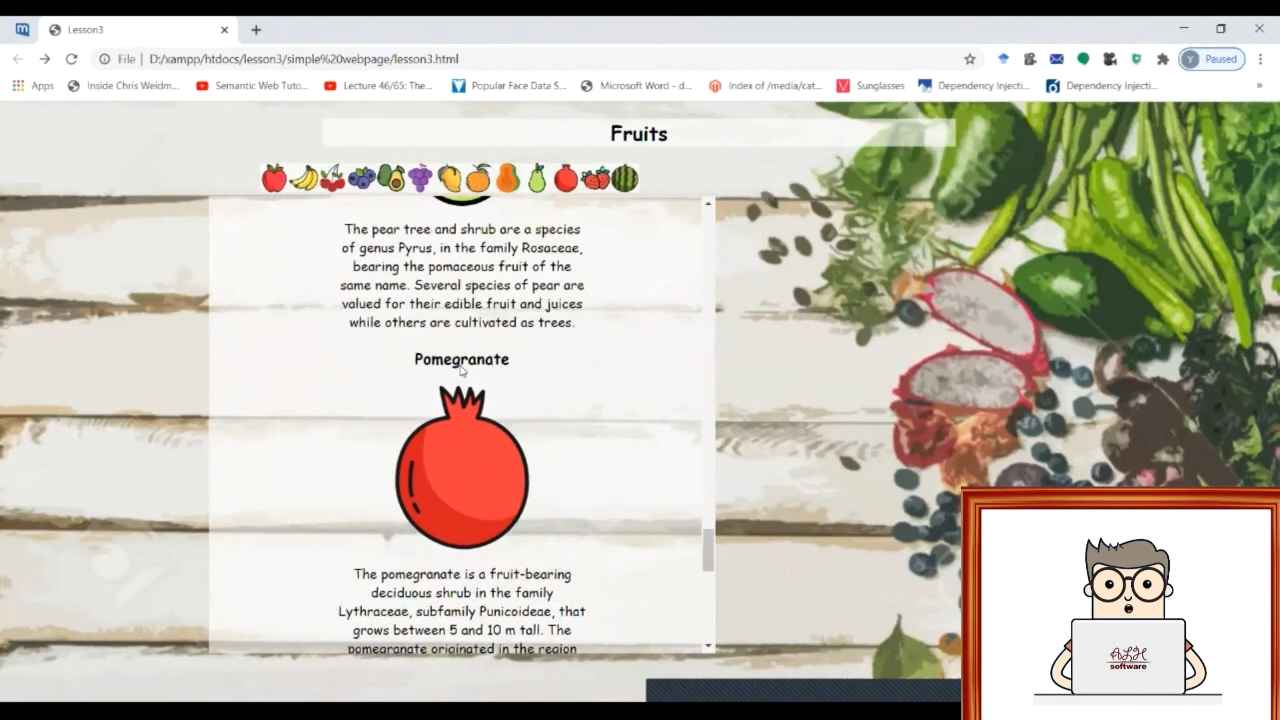 Lesson3
File | D:/xampp/htdocs/lesson3/simple%20webpage/lesson3.html
Paused
Apps
Inside Chris Weidm...
Semantic Web Tuto...
Lecture 46/65: The...
Popular Face Data S...
Microsoft Word - d...
Index of /media/cat...
Sunglasses
Dependency Injecti...
Dependency Injecti...
Fruits
The pear tree and shrub are a species
of genus Pyrus, in the family Rosaceae,
bearing the pomaceous fruit of the
same name. Several species of pear are
valued for their edible fruit and juices
while others are cultivated as trees.
Pomegranate
The pomegranate is a fruit-bearing
deciduous shrub in the family
Lythraceae, subfamily Punicoideae, that
grows between 5 and 10 m tall. The
pomegranate originated in the region
software